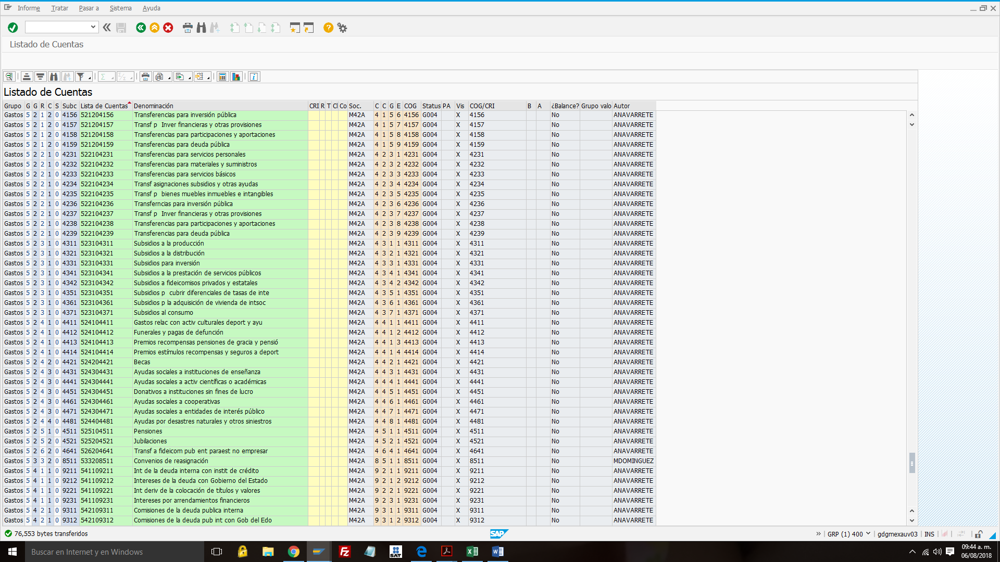 Informe Tratar Pasar a Sistema Ayuda
Listado de Cuentas
Listado de Cuentas
Grupo G G R C S Subc Lista de Cuentas Denominación CRI R T Cl Co Soc. C C G E COG Status PA Vis COG/CRI B A ¿Balance? Grupo valo Autor
Gastos 5 2 1 2 0 4156 521204156 Transferencias para inversión pública M42A 4 1 5 6 4156 G004 X 4156 No ANAVARRETE
Gastos 5 2 1 2 0 4157 521204157 Transf p Inver financieras y otras provisiones M42A 4 1 5 7 4157 G004 X 4157 No ANAVARRETE
Gastos 5 2 1 2 0 4158 521204158 Transferencias para participaciones y aportaciones M42A 4 1 5 8 4158 G004 X 4158 No ANAVARRETE
Gastos 5 2 1 2 0 4159 521204159 Transferencias para deuda pública M42A 4 1 5 9 4159 G004 X 4159 No ANAVARRETE
Gastos 5 2 2 1 0 4231 522104231 Transferencias para servicios personales M42A 4 2 3 1 4231 G004 X 4231 No ANAVARRETE
Gastos 5 2 2 1 0 4232 522104232 Transferencias para materiales y suministros M42A 4 2 3 2 4232 G004 X 4232 No ANAVARRETE
Gastos 5 2 2 1 0 4233 522104233 Transferencias para servicios básicos M42A 4 2 3 3 4233 G004 X 4233 No ANAVARRETE
Gastos 5 2 2 1 0 4234 522104234 Transf asignaciones subsidios y otras ayudas M42A 4 2 3 4 4234 G004 X 4234 No ANAVARRETE
Gastos 5 2 2 1 0 4235 522104235 Transf p bienes muebles inmuebles e intangibles M42A 4 2 3 5 4235 G004 X 4235 No ANAVARRETE
Gastos 5 2 2 1 0 4236 522104236 Transferncias para inversión pública M42A 4 2 3 6 4236 G004 X 4236 No ANAVARRETE
Gastos 5 2 2 1 0 4237 522104237 Transf p Inver financieras y otras provisiones M42A 4 2 3 7 4237 G004 X 4237 No ANAVARRETE
Gastos 5 2 2 1 0 4238 522104238 Transferencias para participaciones y aportaciones M42A 4 2 3 8 4238 G004 X 4238 No ANAVARRETE
Gastos 5 2 2 1 0 4239 522104239 Transferencias para deuda pública M42A 4 2 3 9 4239 G004 X 4239 No ANAVARRETE
Gastos 5 2 3 1 0 4311 523104311 Subsidios a la producción M42A 4 3 1 1 4311 G004 X 4311 No ANAVARRETE
Gastos 5 2 3 1 0 4321 523104321 Subsidios a la distribución M42A 4 3 2 1 4321 G004 X 4321 No ANAVARRETE
Gastos 5 2 3 1 0 4331 523104331 Subsidios para inversión M42A 4 3 3 1 4331 G004 X 4331 No ANAVARRETE
Gastos 5 2 3 1 0 4341 523104341 Subsidios a la prestación de servicios públicos M42A 4 3 4 1 4341 G004 X 4341 No ANAVARRETE
Gastos 5 2 3 1 0 4342 523104342 Subsidios a fideicomisos privados y estatales M42A 4 3 4 2 4342 G004 X 4342 No ANAVARRETE
Gastos 5 2 3 1 0 4351 523104351 Subsidios p cubrir diferenciales de tasas de inte M42A 4 3 5 1 4351 G004 X 4351 No ANAVARRETE
Gastos 5 2 3 1 0 4361 523104361 Subsidios p la adquisición de vivienda de intsoc M42A 4 3 6 1 4361 G004 X 4361 No ANAVARRETE
Gastos 5 2 3 1 0 4371 523104371 Subsidios al consumo M42A 4 3 7 1 4371 G004 X 4371 No ANAVARRETE
Gastos 5 2 4 1 0 4411 524104411 Gastos relac con activ culturales deport y ayu M42A 4 4 1 1 4411 G004 X 4411 No ANAVARRETE
Gastos 5 2 4 1 0 4412 524104412 Funerales y pagas de defunción M42A 4 4 1 2 4412 G004 X 4412 No ANAVARRETE
Gastos 5 2 4 1 0 4413 524104413 Premios recompensas pensiones de gracia y pensió M42A 4 4 1 3 4413 G004 X 4413 No ANAVARRETE
Gastos 5 2 4 1 0 4414 524104414 Premios estímulos recompensas y seguros a deport M42A 4 4 1 4 4414 G004 X 4414 No ANAVARRETE
Gastos 5 2 4 2 0 4421 524204421 Becas M42A 4 4 2 1 4421 G004 X 4421 No ANAVARRETE
Gastos 5 2 4 3 0 4431 524304431 Ayudas sociales a instituciones de enseñanza M42A 4 4 3 1 4431 G004 X 4431 No ANAVARRETE
Gastos 5 2 4 3 0 4441 524304441 Ayudas sociales a activ científicas o académicas M42A 4 4 4 1 4441 G004 X 4441 No ANAVARRETE
Gastos 5 2 4 3 0 4451 524304451 Donativos a instituciones sin fines de lucro M42A 4 4 5 1 4451 G004 X 4451 No ANAVARRETE
Gastos 5 2 4 3 0 4461 524304461 Ayudas sociales a cooperativas M42A 4 4 6 1 4461 G004 X 4461 No ANAVARRETE
Gastos 5 2 4 3 0 4471 524304471 Ayudas sociales a entidades de interés público M42A 4 4 7 1 4471 G004 X 4471 No ANAVARRETE
Gastos 5 2 4 4 0 4481 524404481 Ayudas por desastres naturales y otros siniestros M42A 4 4 8 1 4481 G004 X 4481 No ANAVARRETE
Gastos 5 2 5 1 0 4511 525104511 Pensiones M42A 4 5 1 1 4511 G004 X 4511 No ANAVARRETE
Gastos 5 2 5 2 0 4521 525204521 Jubilaciones M42A 4 5 2 1 4521 G004 X 4521 No ANAVARRETE
Gastos 5 2 6 2 0 4641 526204641 Transf a fideicom pub ent paraest no empresar M42A 4 6 4 1 4641 G004 X 4641 No ANAVARRETE
Gastos 5 3 3 2 0 8511 533208511 Convenios de reasignación M42A 8 5 1 1 8511 G004 X 8511 No MDOMINGUEZ
Gastos 5 4 1 1 0 9211 541109211 Int de la deuda interna con instit de crédito M42A 9 2 1 1 9211 G004 X 9211 No ANAVARRETE
Gastos 5 4 1 1 0 9212 541109212 Intereses de la deuda con Gobierno del Estado M42A 9 2 1 2 9212 G004 X 9212 No ANAVARRETE
Gastos 5 4 1 1 0 9221 541109221 Int deriv de la colocación de títulos y valores M42A 9 2 2 1 9221 G004 X 9221 No ANAVARRETE
Gastos 5 4 1 1 0 9231 541109231 Intereses por arrendamientos financieros M42A 9 2 3 1 9231 G004 X 9231 No ANAVARRETE
Gastos 5 4 2 1 0 9311 542109311 Comisiones de la deuda publica interna M42A 9 3 1 1 9311 G004 X 9311 No ANAVARRETE
Gastos 5 4 2 1 0 9312 542109312 Comisiones de la deuda pub int con Gob del Edo M42A 9 3 1 2 9312 G004 X 9312 No ANAVARRETE
76,553 bytes transferidos SAP GRP (1) 400 gdgmexauv03 INS
Buscar en Internet y en Windows SAT 09:44 a. m.
06/08/2018